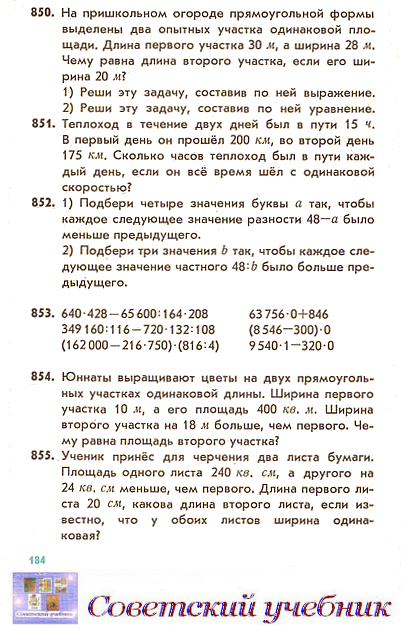 850. На пришкольном огороде прямоугольной формы
выделены два опытных участка одинаковой пло-
щади. Длина первого участка 30 м, а ширина 28 м.
Чему равна длина второго участка, если его ши-
рина 20 м?
1) Реши эту задачу, составив по ней выражение.
2) Реши эту задачу, составив по ней уравнение.
851. Теплоход в течение двух дней был в пути 15 ч.
В первый день он прошёл 200 км, во второй день
175 км. Сколько часов теплоход был в пути каж-
дый день, если он всё время шёл с одинаковой
скоростью?
852. 1) Подбери четыре значения буквы a так, чтобы
каждое следующее значение разности 48−a было
меньше предыдущего.
2) Подбери три значения b так, чтобы каждое сле-
дующее значение частного 48:b было больше пре-
дыдущего.
853. 640·428−65 600:164·208 63 756·0+846
349 160:116−720·132:108 (8 546−300)·0
(162 000−216·750)·(816:4) 9 540·1−320·0
854. Юннаты выращивают цветы на двух прямоуголь-
ных участках одинаковой длины. Ширина первого
участка 10 м, а его площадь 400 кв. м. Ширина
второго участка на 18 м больше, чем первого. Че-
му равна площадь второго участка?
855. Ученик принёс для черчения два листа бумаги.
Площадь одного листа 240 кв. см, а другого на
24 кв. см меньше, чем первого. Длина первого ли-
ста 20 см, какова длина второго листа, если из-
вестно, что у обоих листов ширина одина-
ковая?
184
Советский учебник
Советский учебник